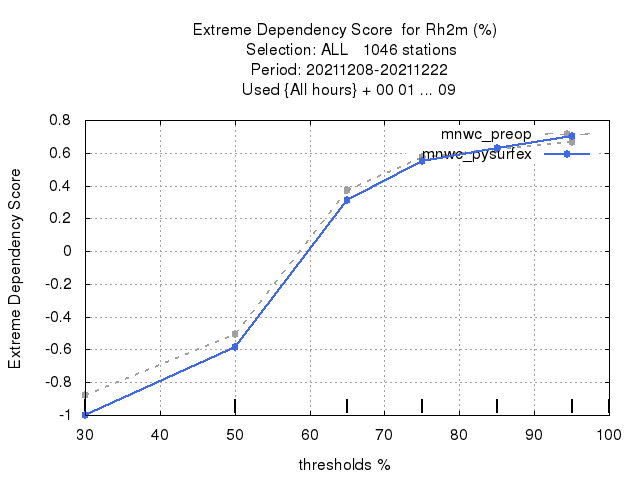 Extreme Dependency Score  for Rh2m (%)
Selection: ALL   1046 stations
Period: 20211208-20211222
Used {All hours} + 00 01 ... 09
mnwc_preop
mnwc_pysurfex
Extreme Dependency Score
0.8
0.6
0.4
0.2
0
-0.2
-0.4
-0.6
-0.8
-1
30 40 50 60 70 80 90 100
thresholds %